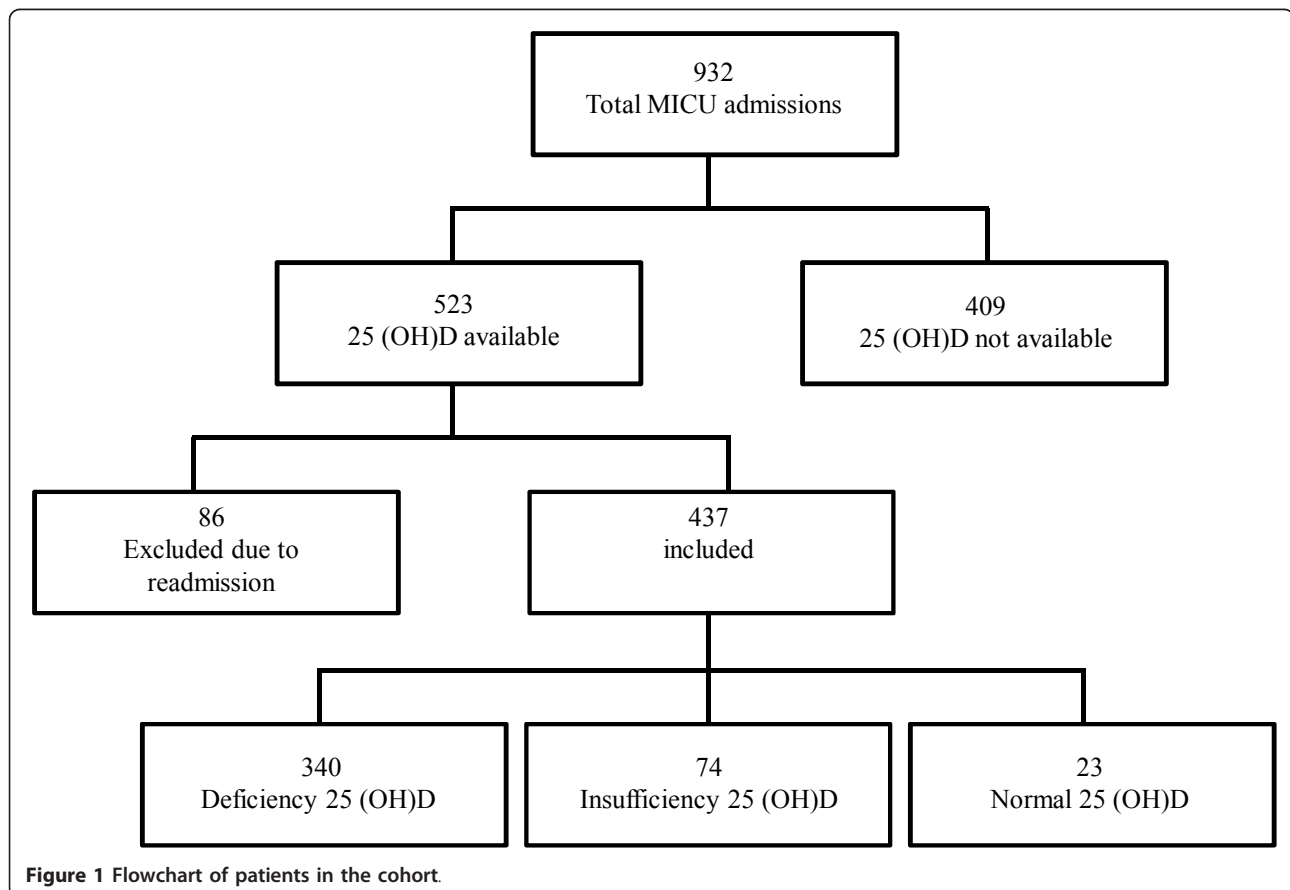 932
Total MICU admissions
523
25 (OH)D available
409
25 (OH)D not available
86
Excluded due to
readmission
437
included
340
Deficiency 25 (OH)D
74
Insufficiency 25 (OH)D
23
Normal 25 (OH)D
Figure 1 Flowchart of patients in the cohort.